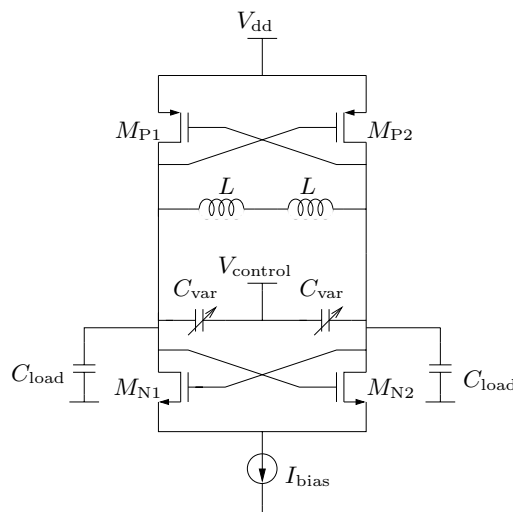 V_dd
M_P1 M_P2
L L
V_control
C_var C_var
C_load M_N1 M_N2 C_load
I_bias